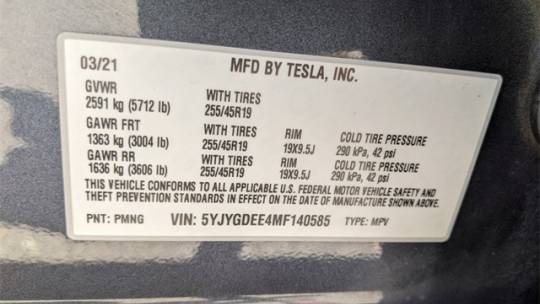 03/21 MFD BY TESLA, INC.
GVWR
2591 kg (5712 lb) WITH TIRES 255/45R19
GAWR FRT
1363 kg (3004 lb) WITH TIRES 255/45R19 RIM 19X9.5J COLD TIRE PRESSURE 290 kPa, 42 psi
GAWR RR
1636 kg (3606 lb) WITH TIRES 255/45R19 RIM 19X9.5J COLD TIRE PRESSURE 290 kPa, 42 psi
THIS VEHICLE CONFORMS TO ALL APPLICABLE U.S. FEDERAL MOTOR VEHICLE SAFETY AND
THEFT PREVENTION STANDARDS IN EFFECT ON THE DATE OF MANUFACTURE SHOWN ABOVE.
PNT: PMNG VIN: 5YJYGDEE4MF140585 TYPE: MPV